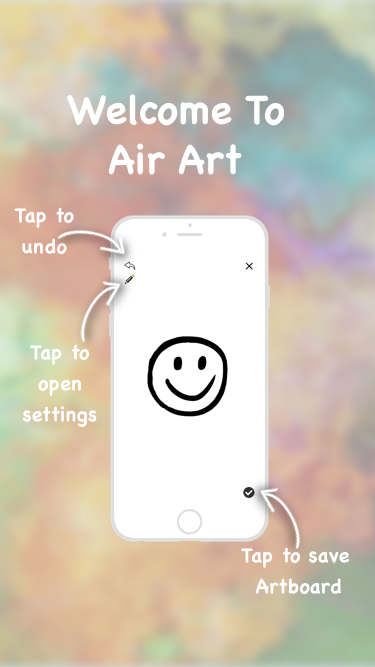 Welcome To
Air Art
Tap to
undo
Tap to
open
settings
Tap to save
Artboard